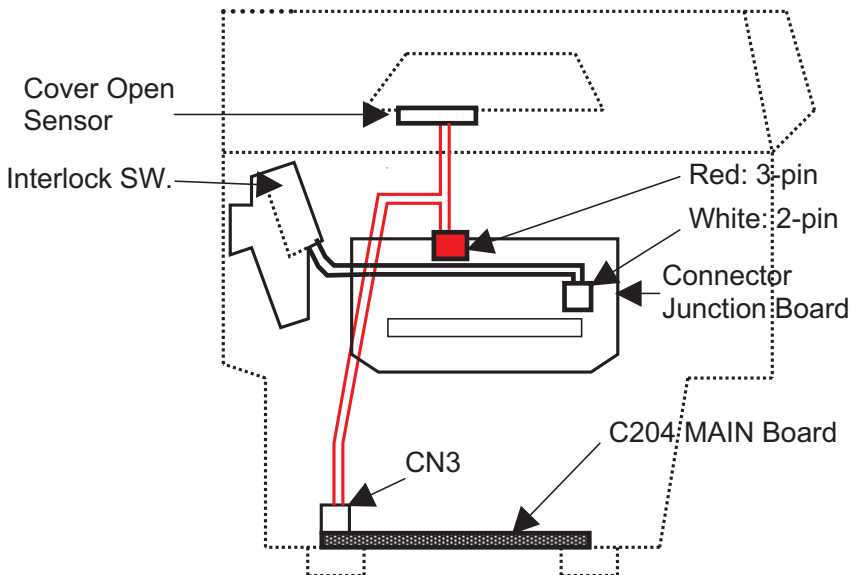 Cover Open
Sensor
Interlock SW.
Red: 3-pin
White: 2-pin
Connector
Junction Board
C204 MAIN Board
CN3